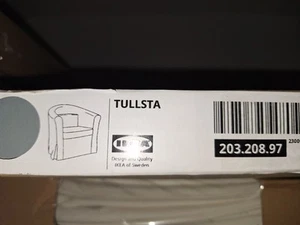 TULLSTA
IKEA
Design and Quality
IKEA of Sweden
203.208.97